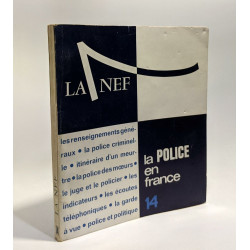 LA NEF
les renseignements géné-
raux • la police criminel-
le • itinéraire d'un meur-
tre • la police des mœurs •
le juge et le policier • les
indicateurs • les écoutes
téléphoniques • la garde
à vue • police et politique
la POLICE
en
france
14